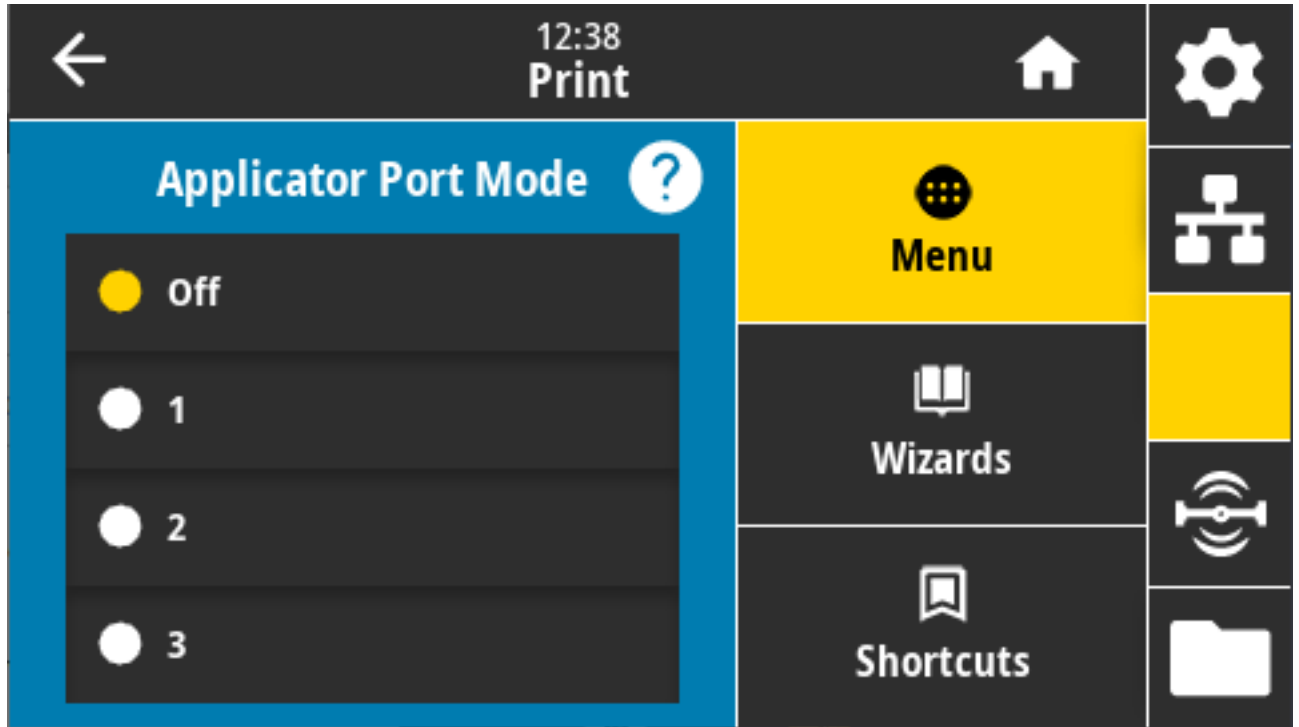 12:38
Print
Applicator Port Mode
?
Off
1
2
3
Menu
Wizards
Shortcuts